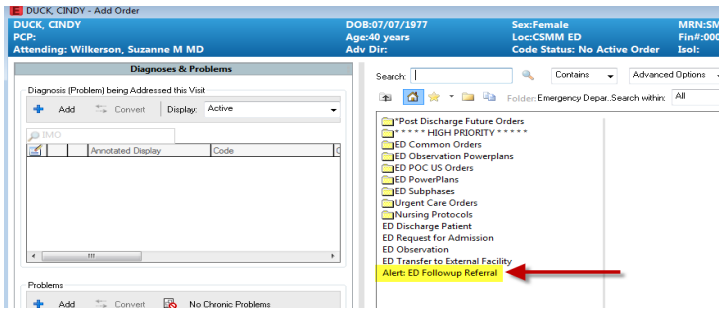 DUCK, CINDY - Add Order
DUCK, CINDY DOB:07/07/1977 Sex:Female MRN:SM
PCP: Age:40 years Loc:CSMM ED Fin#:000
Attending: Wilkerson, Suzanne M MD Adv Dir: Code Status: No Active Order Isol:
Diagnoses & Problems
Diagnosis (Problem) being Addressed this Visit
Add Convert Display: Active
IMO
Annotated Display Code C
Problems
Add Convert No Chronic Problems
Search: Contains Advanced Options
Folder: Emergency Depar.. Search within: All
*Post Discharge Future Orders
* * * * * HIGH PRIORITY * * * * *
ED Common Orders
ED Observation Powerplans
ED POC US Orders
ED PowerPlans
ED Subphases
Urgent Care Orders
Nursing Protocols
ED Discharge Patient
ED Request for Admission
ED Observation
ED Transfer to External Facility
Alert: ED Followup Referral